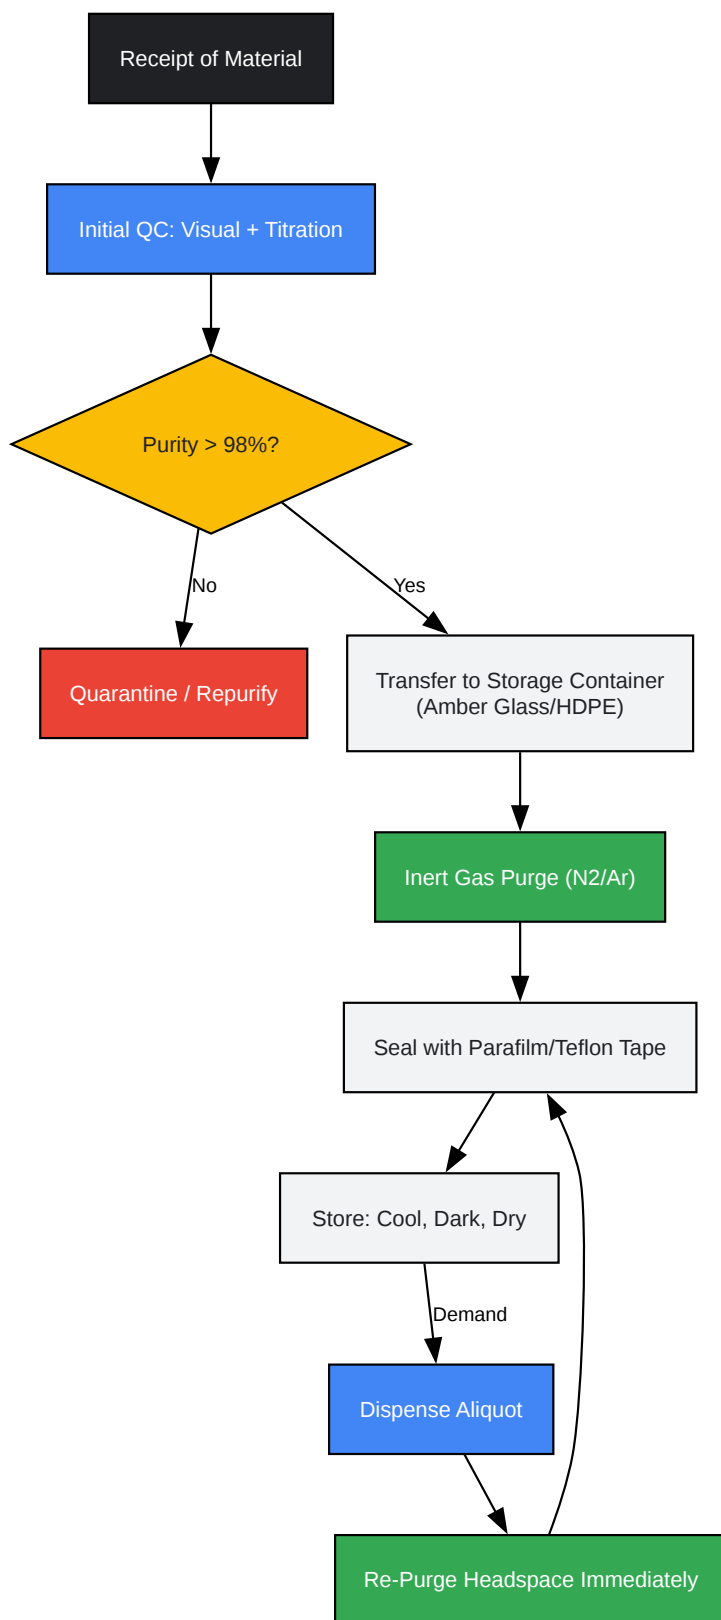 Receipt of Material
Initial QC: Visual + Titration
Purity > 98%?
No
Yes
Quarantine / Repurify
Transfer to Storage Container
(Amber Glass/HDPE)
Inert Gas Purge (N2/Ar)
Seal with Parafilm/Teflon Tape
Store: Cool, Dark, Dry
Demand
Dispense Aliquot
Re-Purge Headspace Immediately